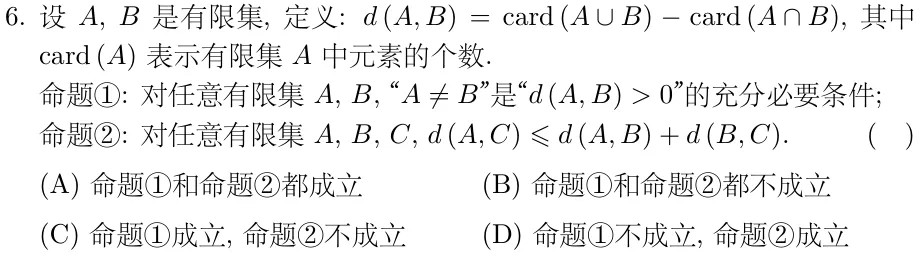 6. 设 A, B 是有限集, 定义: d (A, B) = card (A ∪ B) − card (A ∩ B), 其中
card (A) 表示有限集 A 中元素的个数.
命题①: 对任意有限集 A, B, “A ≠ B”是“d (A, B) > 0”的充分必要条件;
命题②: 对任意有限集 A, B, C, d (A, C) ⩽ d (A, B) + d (B, C). ( )
(A) 命题①和命题②都成立 (B) 命题①和命题②都不成立
(C) 命题①成立, 命题②不成立 (D) 命题①不成立, 命题②成立